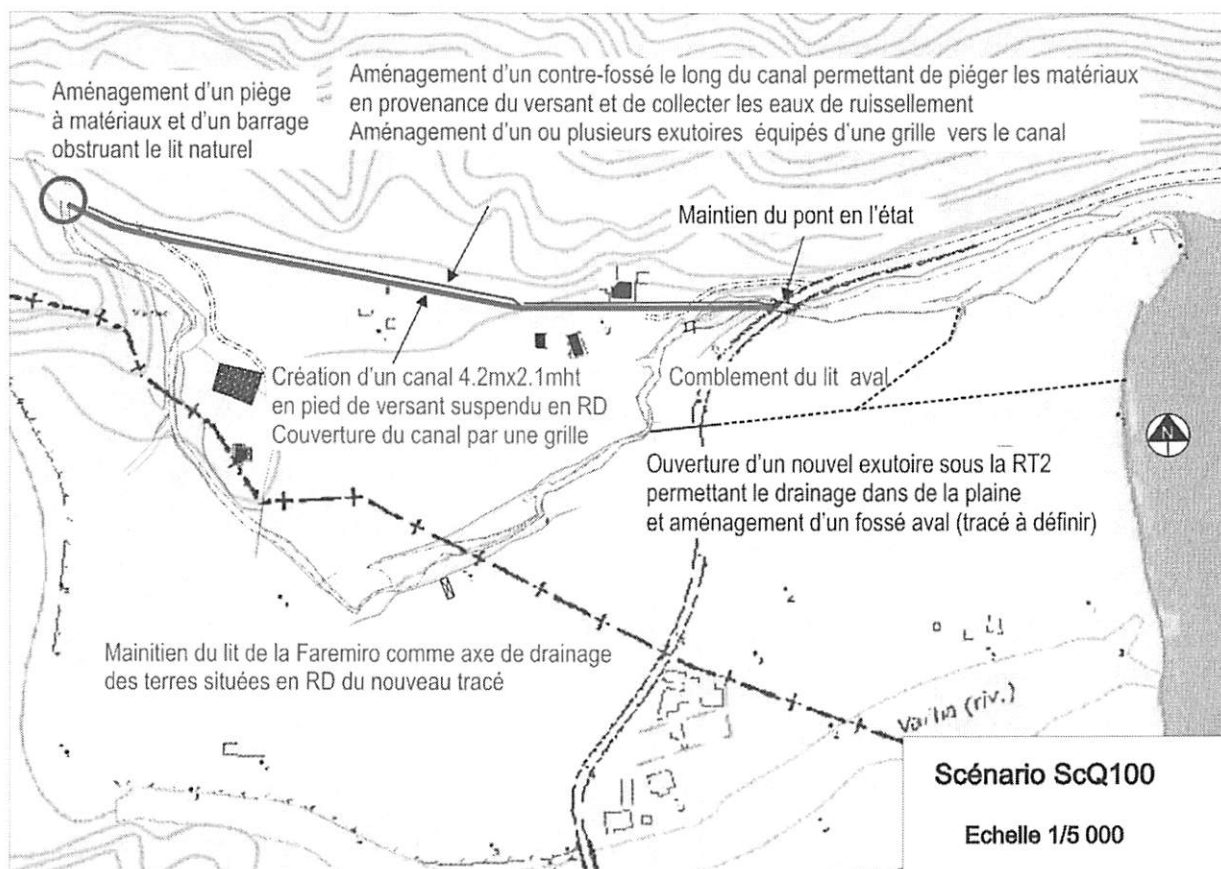 Aménagement d'un piège
à matériaux et d'un barrage
obstruant le lit naturel
Aménagement d'un contre-fossé le long du canal permettant de piéger les matériaux
en provenance du versant et de collecter les eaux de ruissellement
Aménagement d'un ou plusieurs exutoires équipés d'une grille vers le canal
Maintien du pont en l'état
Création d'un canal 4.2mx2.1mht
en pied de versant suspendu en RD
Couverture du canal par une grille
Comblement du lit aval
N
Ouverture d'un nouvel exutoire sous la RT2
permettant le drainage dans de la plaine
et aménagement d'un fossé aval (tracé à définir)
Mainitien du lit de la Faremiro comme axe de drainage
des terres situées en RD du nouveau tracé
(riv.)
Scénario ScQ100
Echelle 1/5 000